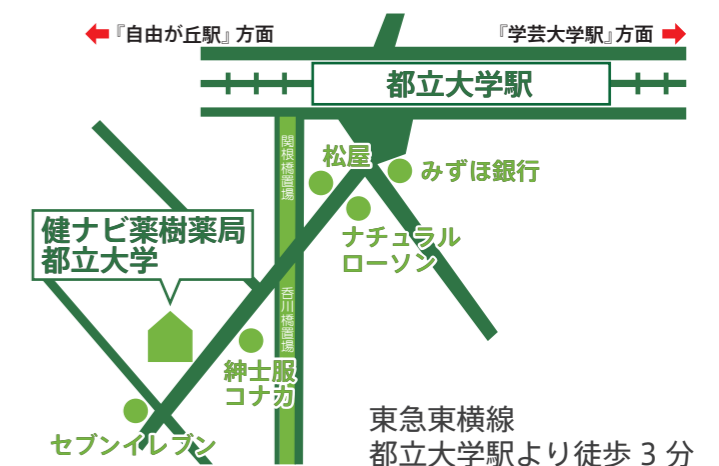 『自由が丘駅』方面
『学芸大学駅』方面
都立大学駅
関根橋置場
松屋
みずほ銀行
ナチュラル
ローソン
健ナビ薬樹薬局
都立大学
呑川橋置場
紳士服
コナカ
セブンイレブン
東急東横線
都立大学駅より徒歩 3 分